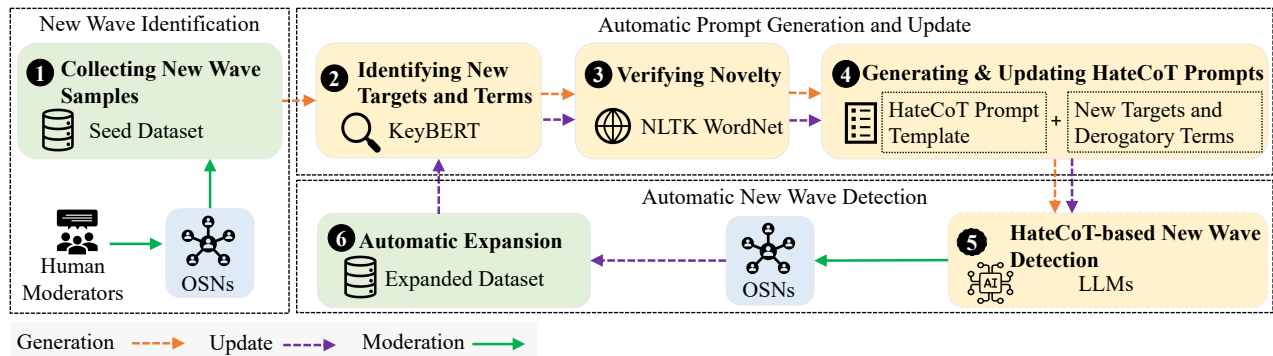 New Wave Identification
1 Collecting New Wave
Samples
Seed Dataset
Human
Moderators
OSNs
Automatic Prompt Generation and Update
2 Identifying New
Targets and Terms
KeyBERT
3 Verifying Novelty
NLTK WordNet
4 Generating & Updating HateCoT Prompts
HateCoT Prompt
Template
+
New Targets and
Derogatory Terms
Automatic New Wave Detection
6 Automatic Expansion
Expanded Dataset
OSNs
5 HateCoT-based New Wave
Detection
AI
LLMs
Generation Update Moderation